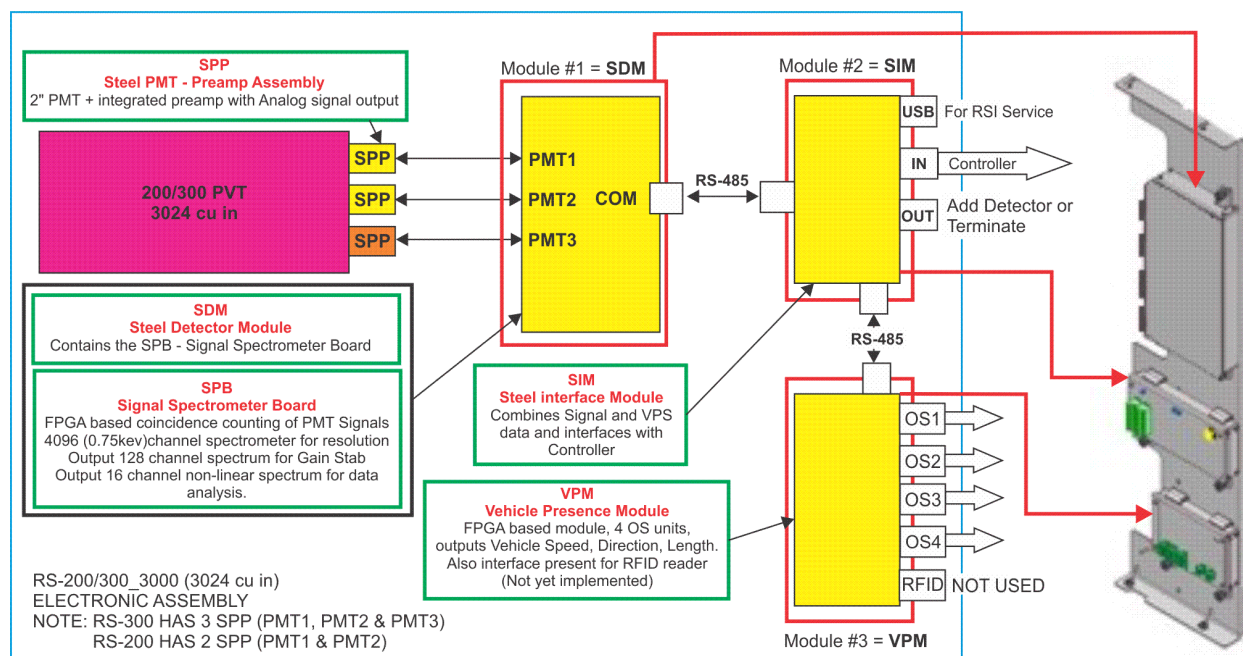 SPP
Steel PMT - Preamp Assembly
2" PMT + integrated preamp with Analog signal output
Module #1 = SDM
Module #2 = SIM
200/300 PVT
3024 cu in
SPP
SPP
SPP
PMT1
PMT2
PMT3
COM
RS-485
USB
For RSI Service
IN
Controller
OUT
Add Detector or
Terminate
RS-485
SDM
Steel Detector Module
Contains the SPB - Signal Spectrometer Board
SPB
Signal Spectrometer Board
FPGA based coincidence counting of PMT Signals
4096 (0.75kev)channel spectrometer for resolution
Output 128 channel spectrum for Gain Stab
Output 16 channel non-linear spectrum for data
analysis.
SIM
Steel interface Module
Combines Signal and VPS
data and interfaces with
Controller
VPM
Vehicle Presence Module
FPGA based module, 4 OS units,
outputs Vehicle Speed, Direction, Length.
Also interface present for RFID reader
(Not yet implemented)
OS1
OS2
OS3
OS4
RFID
NOT USED
Module #3 = VPM
RS-200/300_3000 (3024 cu in)
ELECTRONIC ASSEMBLY
NOTE: RS-300 HAS 3 SPP (PMT1, PMT2 & PMT3)
RS-200 HAS 2 SPP (PMT1 & PMT2)